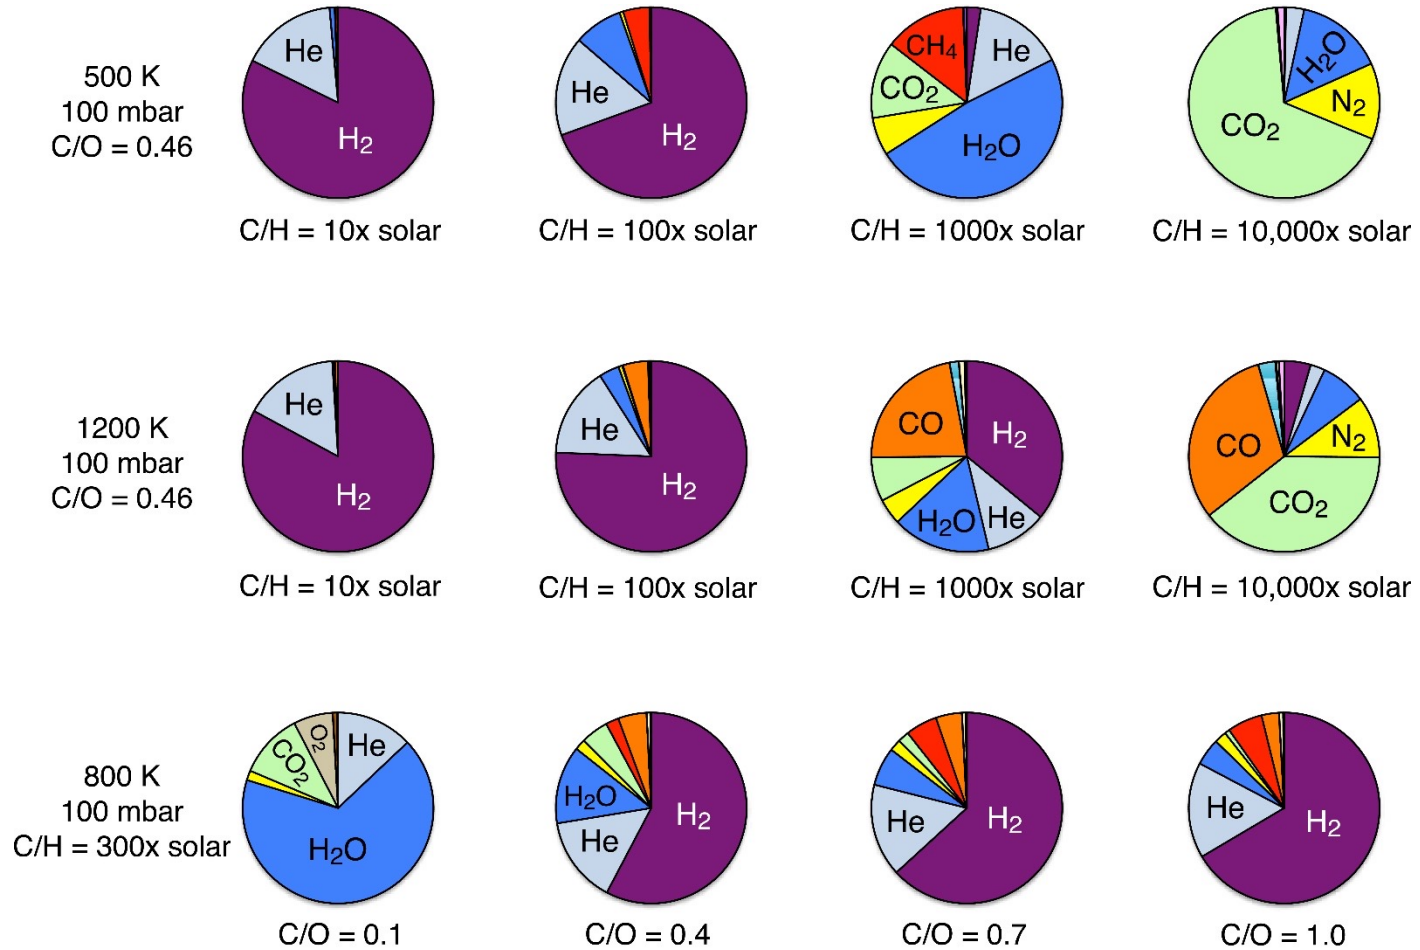 500 K
100 mbar
C/O = 0.46
He
H₂
C/H = 10x solar
He
H₂
C/H = 100x solar
CH₄
He
CO₂
H₂O
C/H = 1000x solar
H₂O
N₂
CO₂
C/H = 10,000x solar
1200 K
100 mbar
C/O = 0.46
He
H₂
C/H = 10x solar
He
H₂
C/H = 100x solar
CO
H₂
H₂O
He
C/H = 1000x solar
CO
N₂
CO₂
C/H = 10,000x solar
800 K
100 mbar
C/H = 300x solar
CO₂
O₂
He
H₂O
C/O = 0.1
H₂O
H₂
He
C/O = 0.4
He
H₂
C/O = 0.7
He
H₂
C/O = 1.0